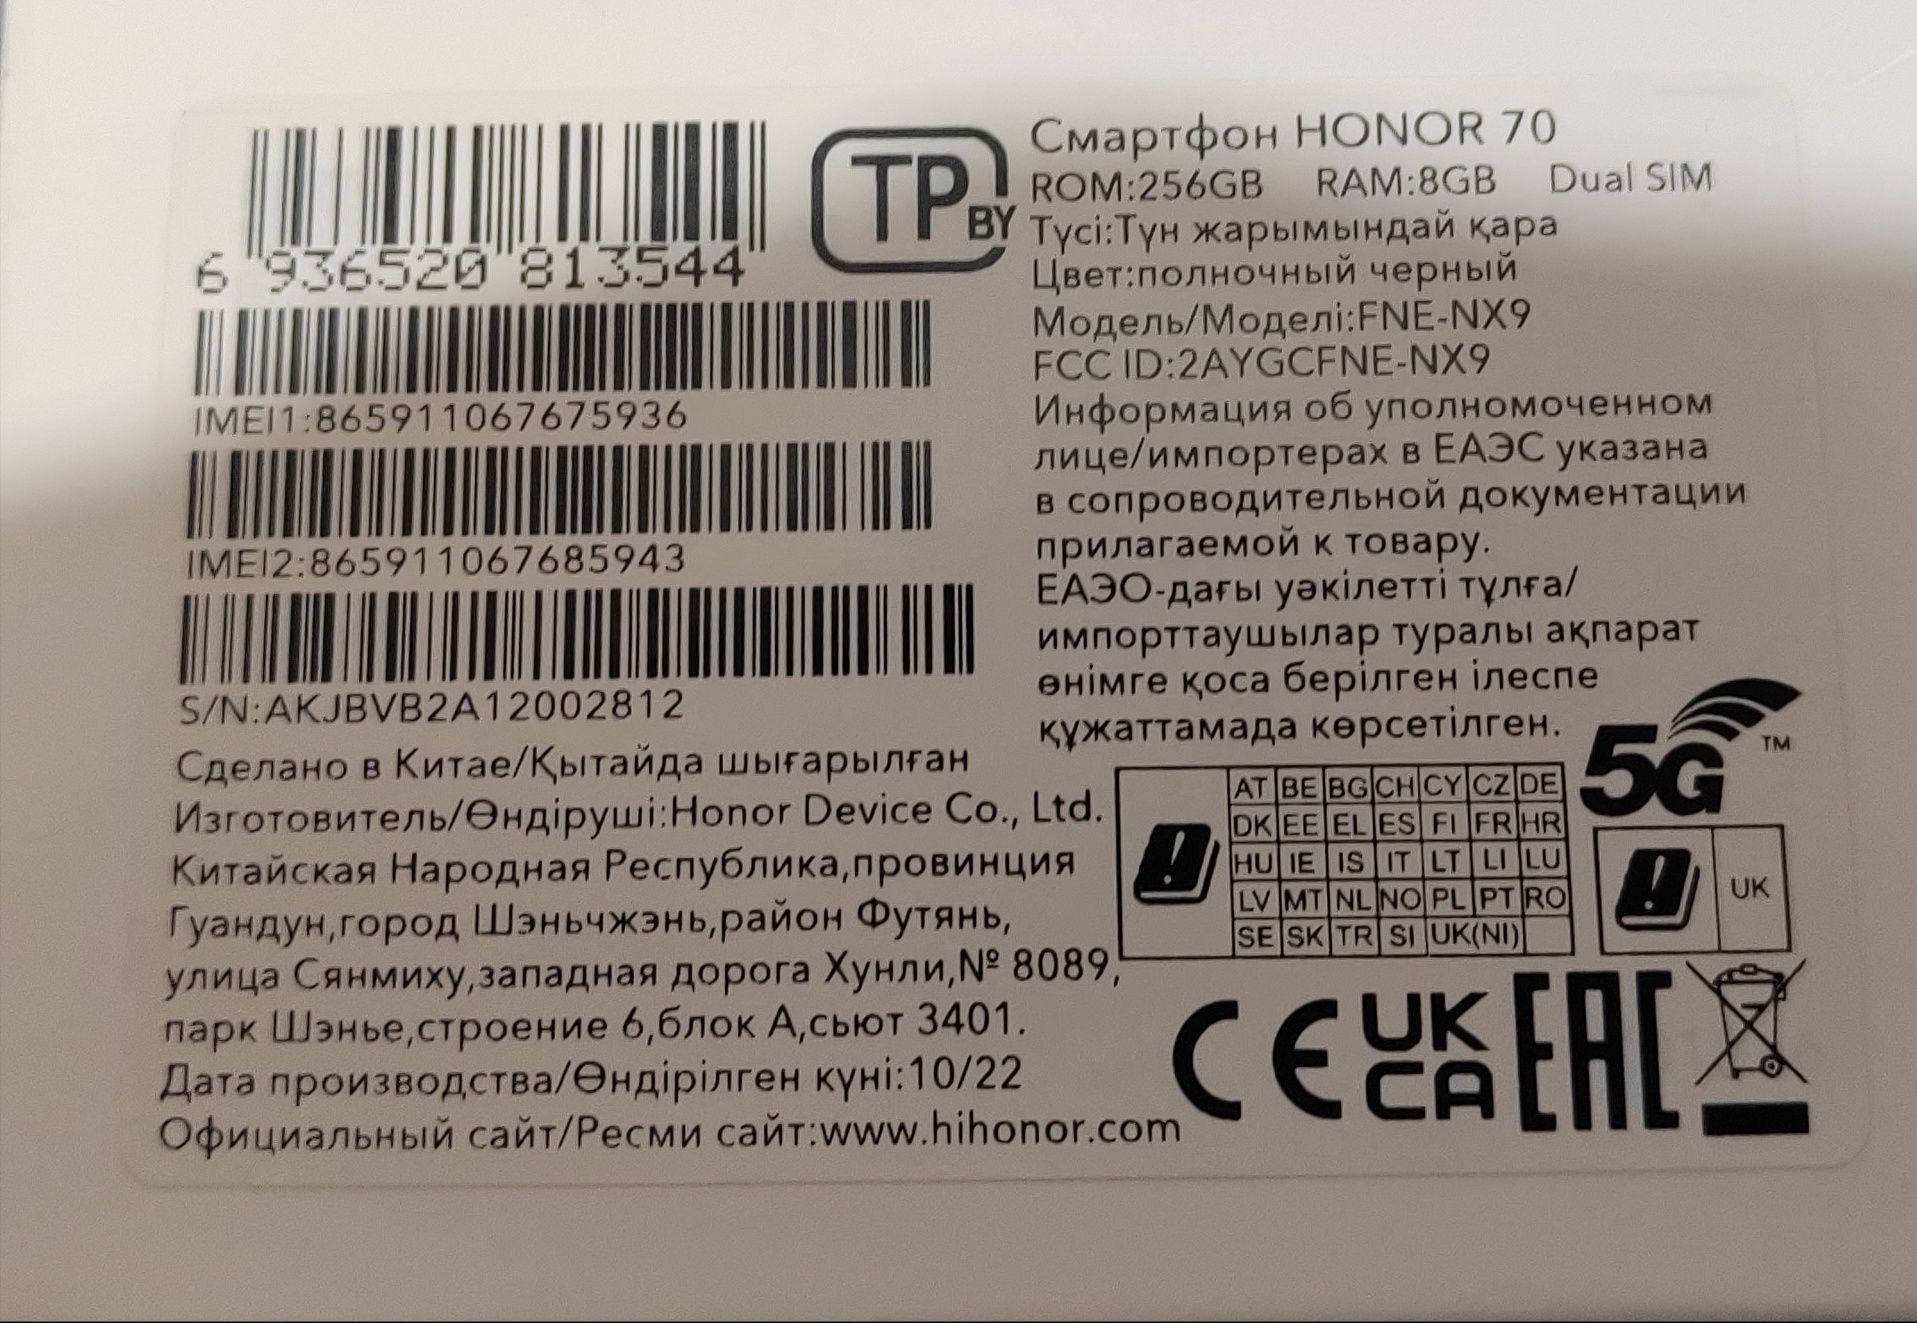 6 936520 813544
IMEI1:865911067675936
IMEI2:865911067685943
S/N:AKJBVB2A12002812
Сделано в Китае/Қытайда шығарылған
Изготовитель/Өндіруші:Honor Device Co., Ltd.
Китайская Народная Республика,провинция
Гуандун,город Шэньчжэнь,район Футянь,
улица Сянмиху,западная дорога Хунли,№ 8089,
парк Шэнье,строение 6,блок А,сьют 3401.
Дата производства/Өндірілген күні:10/22
Официальный сайт/Ресми сайт:www.hihonor.com
TP BY
Смартфон HONOR 70
ROM:256GB RAM:8GB Dual SIM
Түсі:Түн жарымындай қара
Цвет:полночный черный
Модель/Моделі:FNE-NX9
FCC ID:2AYGCFNE-NX9
Информация об уполномоченном
лице/импортерах в ЕАЭС указана
в сопроводительной документации
прилагаемой к товару.
ЕАЭО-дағы уәкілетті тұлға/
импорттаушылар туралы ақпарат
өнімге қоса берілген ілеспе
құжаттамада көрсетілген.
5G™
AT BE BG CH CY CZ DE
DK EE EL ES FI FR HR
HU IE IS IT LT LI LU
LV MT NL NO PL PT RO
SE SK TR SI UK(NI)
UK
CE UK CA EAC